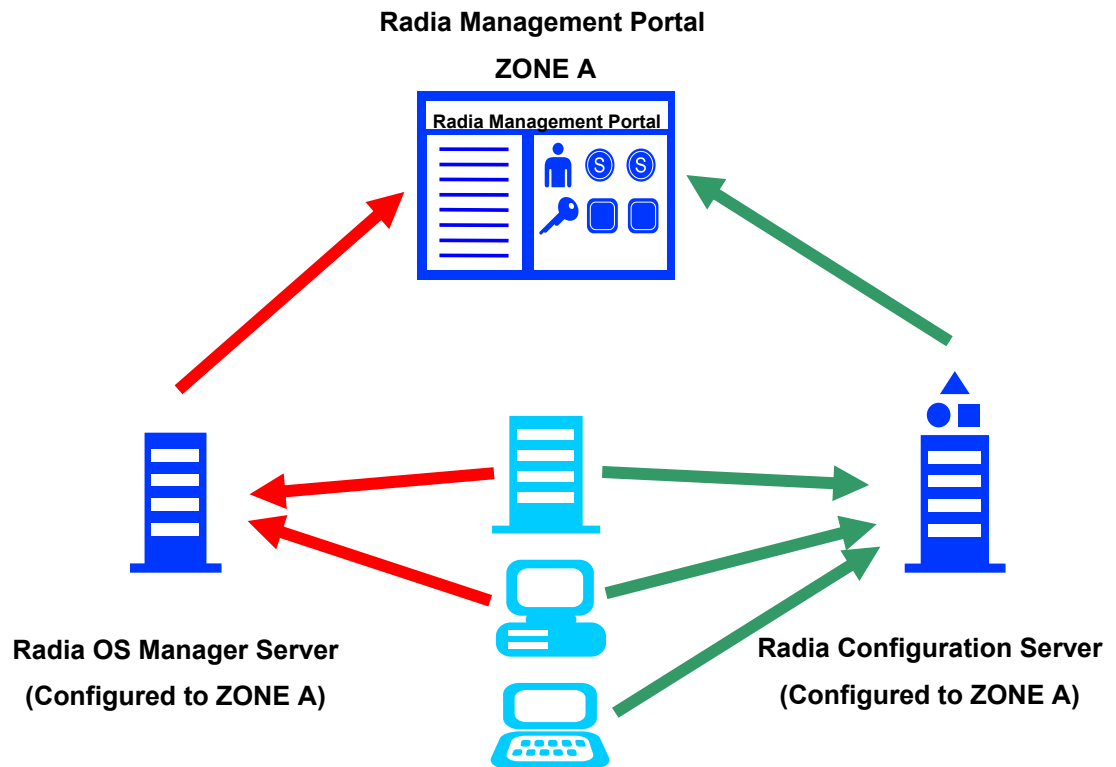 Radia Management Portal
ZONE A
Radia Management Portal
S S
Radia OS Manager Server
(Configured to ZONE A)
Radia Configuration Server
(Configured to ZONE A)